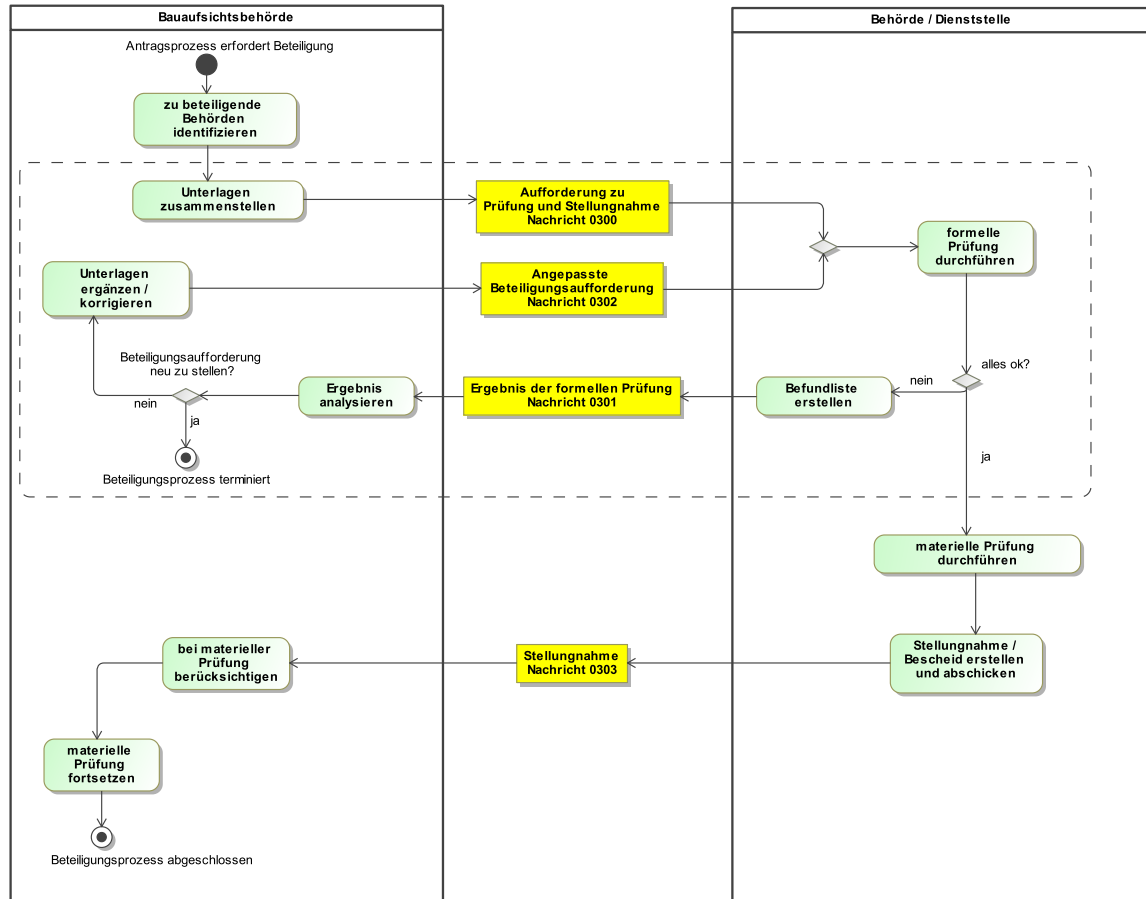 Bauaufsichtsbehörde
Behörde / Dienststelle
Antragsprozess erfordert Beteiligung
zu beteiligende
Behörden
identifizieren
Unterlagen
zusammenstellen
Aufforderung zu
Prüfung und Stellungnahme
Nachricht 0300
formelle
Prüfung
durchführen
Unterlagen
ergänzen /
korrigieren
Angepasste
Beteiligungsaufforderung
Nachricht 0302
Beteiligungsaufforderung
neu zu stellen?
nein
ja
Ergebnis
analysieren
Ergebnis der formellen Prüfung
Nachricht 0301
Befundliste
erstellen
nein
alles ok?
ja
Beteiligungsprozess terminiert
materielle Prüfung
durchführen
bei materieller
Prüfung
berücksichtigen
Stellungnahme
Nachricht 0303
Stellungnahme /
Bescheid erstellen
und abschicken
materielle
Prüfung
fortsetzen
Beteiligungsprozess abgeschlossen